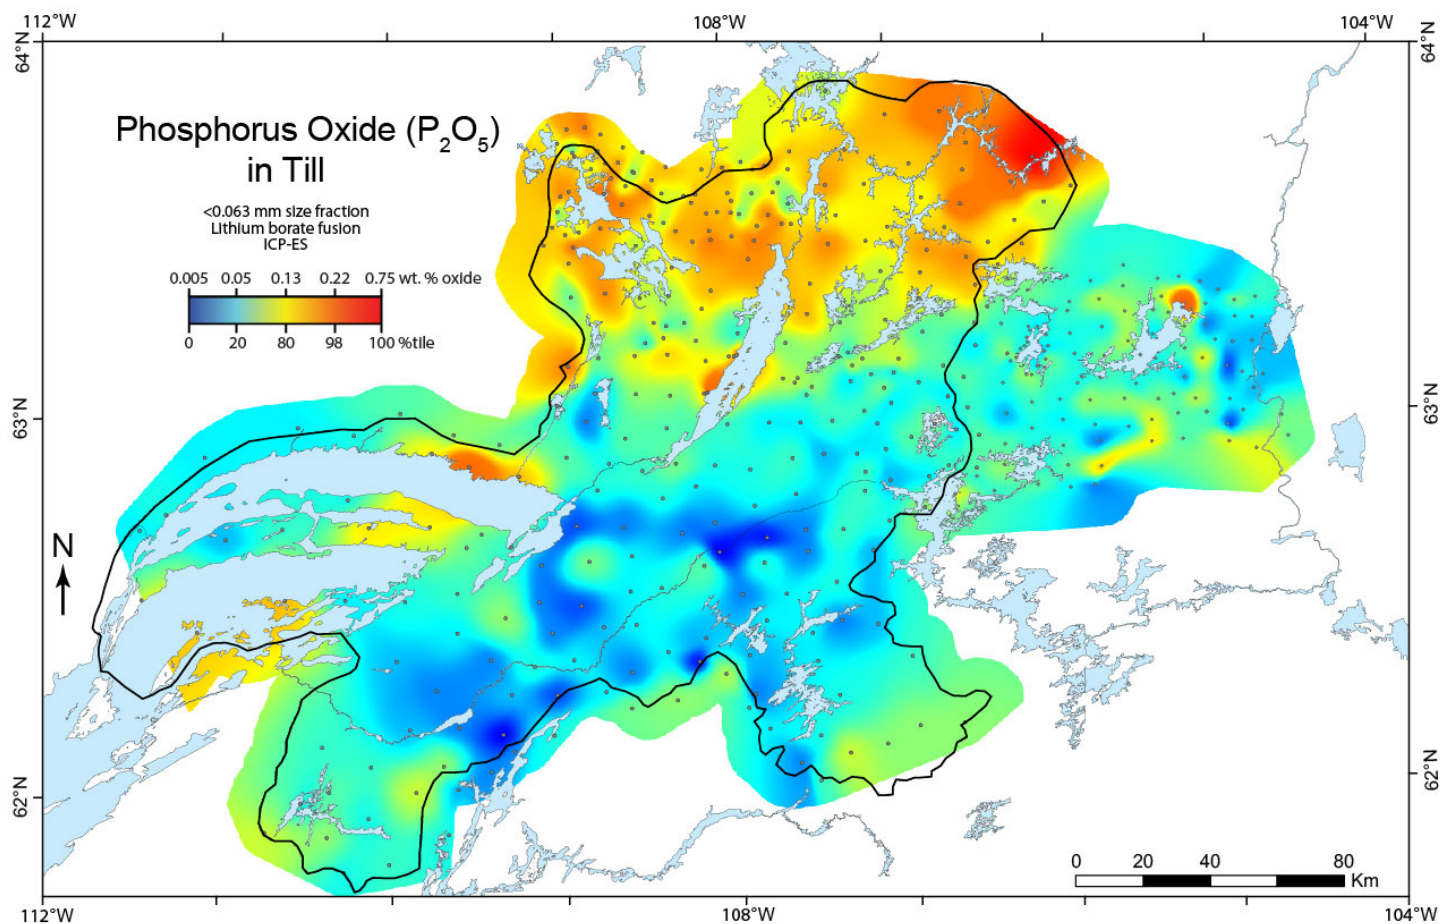 112°W 108°W 104°W
64°N 64°N
Phosphorus Oxide (P2O5)
in Till
<0.063 mm size fraction
Lithium borate fusion
ICP-ES
0.005 0.05 0.13 0.22 0.75 wt. % oxide
0 20 80 98 100 %tile
63°N 63°N
N
62°N 62°N
0 20 40 80
Km
112°W 108°W 104°W